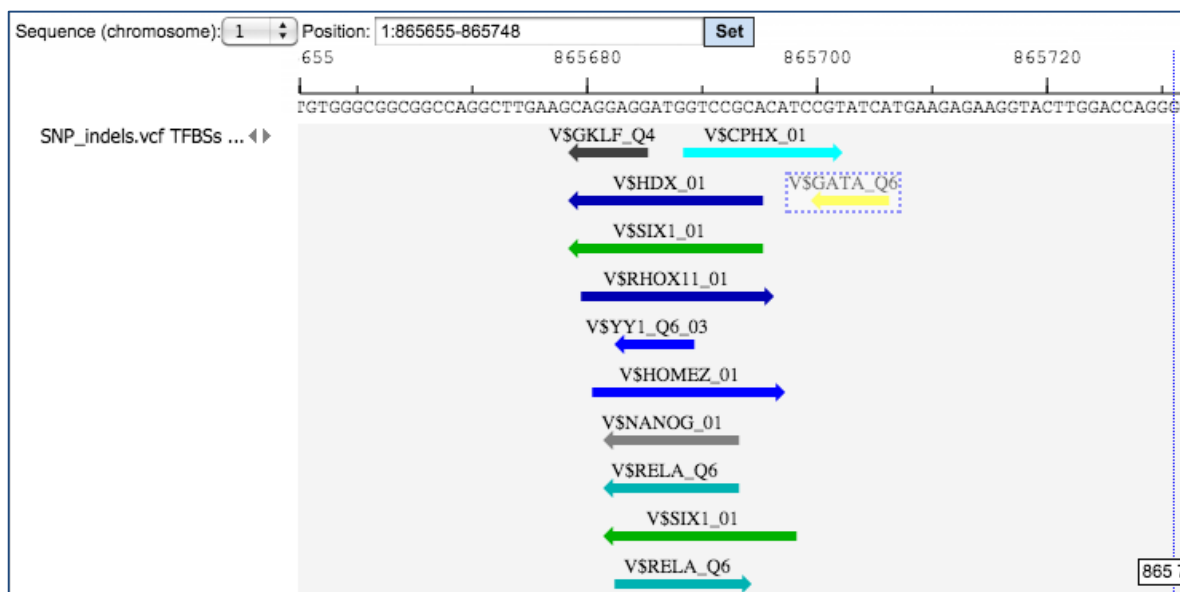 Sequence (chromosome): 1 Position: 1:865655-865748 Set
655 865680 865700 865720
TGTGGGCGGCGGCCAGGCTTGAAGCAGGAGGATGGTCCGCACATCCGTATCATGAAGAGAAGGTACTTGGACCAGGG
SNP_indels.vcf TFBSs ... V$GKLF_Q4 V$CPHX_01
V$HDX_01 V$GATA_Q6
V$SIX1_01
V$RHOX11_01
V$YY1_Q6_03
V$HOMEZ_01
V$NANOG_01
V$RELA_Q6
V$SIX1_01
V$RELA_Q6
865